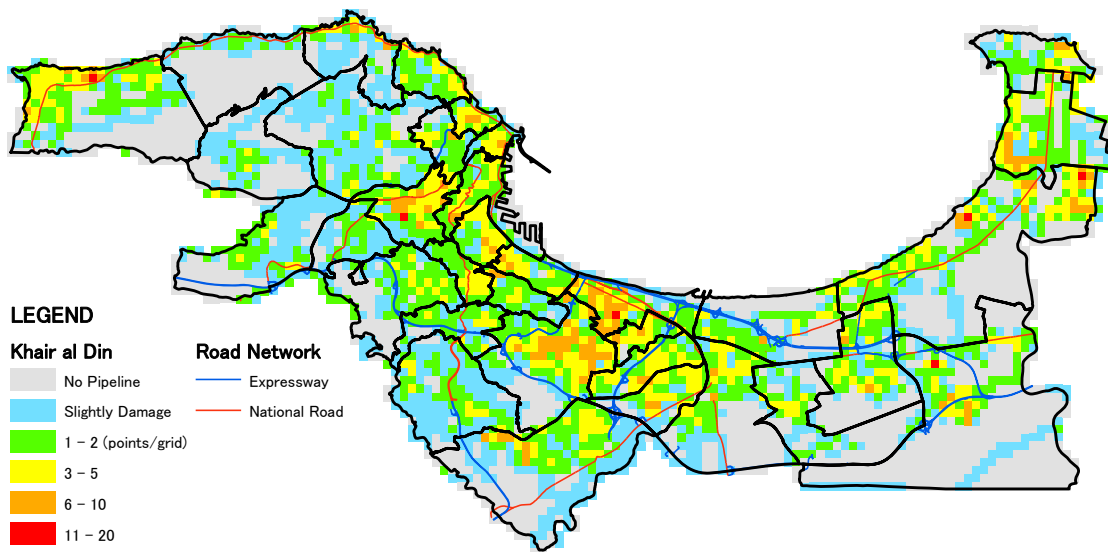 LEGEND
Khair al Din
No Pipeline
Slightly Damage
1 − 2 (points/grid)
3 − 5
6 − 10
11 − 20
Road Network
Expressway
National Road